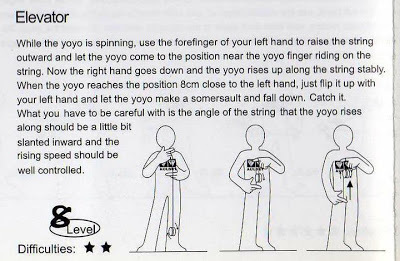 Elevator
While the yoyo is spinning, use the forefinger of your left hand to raise the string
outward and let the yoyo come to the position near the yoyo finger riding on the
string. Now the right hand goes down and the yoyo rises up along the string stably.
When the yoyo reaches the position 8cm close to the left hand, just flip it up with
your left hand and let the yoyo make a somersault and fall down. Catch it.
What you have to be careful with is the angle of the string that the yoyo rises
along should be a little bit
slanted inward and the
rising speed should be
well controlled.
8 Level
Difficulties: ★★